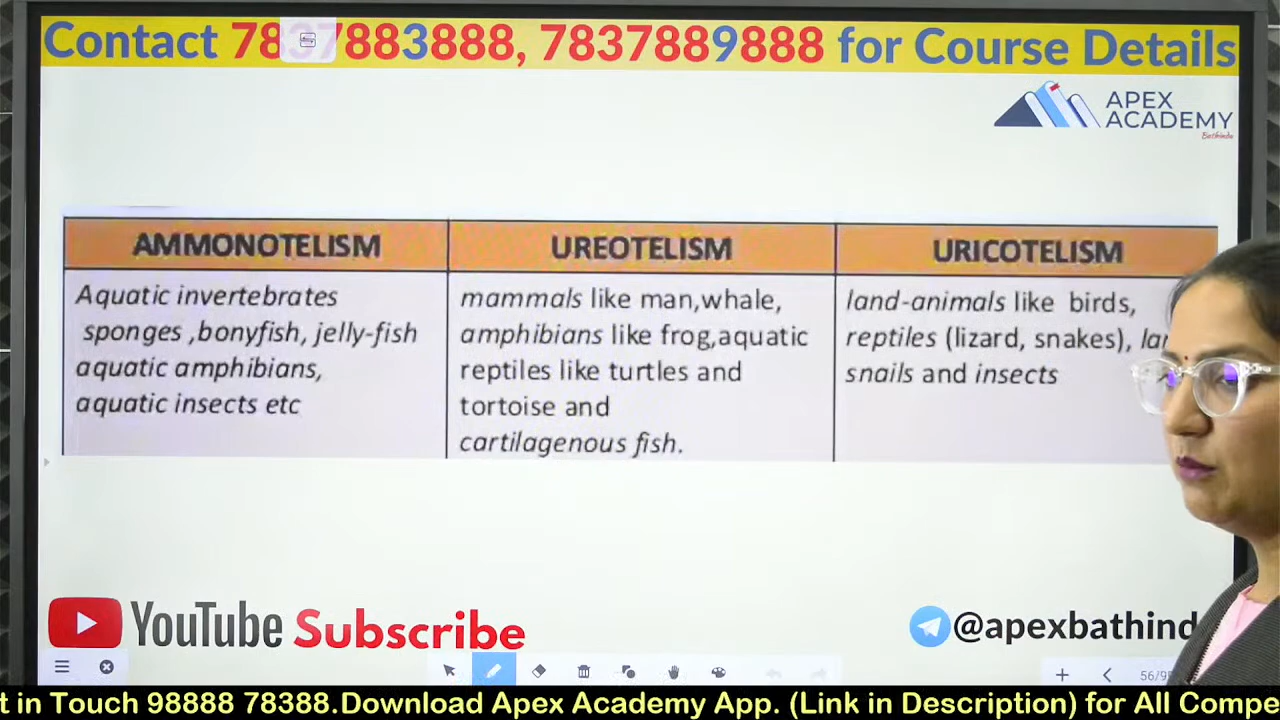 Contact 7837883888, 7837889888 for Course Details
APEX
ACADEMY
Bathinda
AMMONOTELISM
Aquatic invertebrates
sponges ,bonyfish, jelly-fish
aquatic amphibians,
aquatic insects etc
UREOTELISM
mammals like man,whale,
amphibians like frog,aquatic
reptiles like turtles and
tortoise and
cartilagenous fish.
URICOTELISM
land-animals like birds,
reptiles (lizard, snakes),
snails and insects
YouTube Subscribe
@apexbathind
in Touch 98888 78388.Download Apex Academy App. (Link in Description) for All